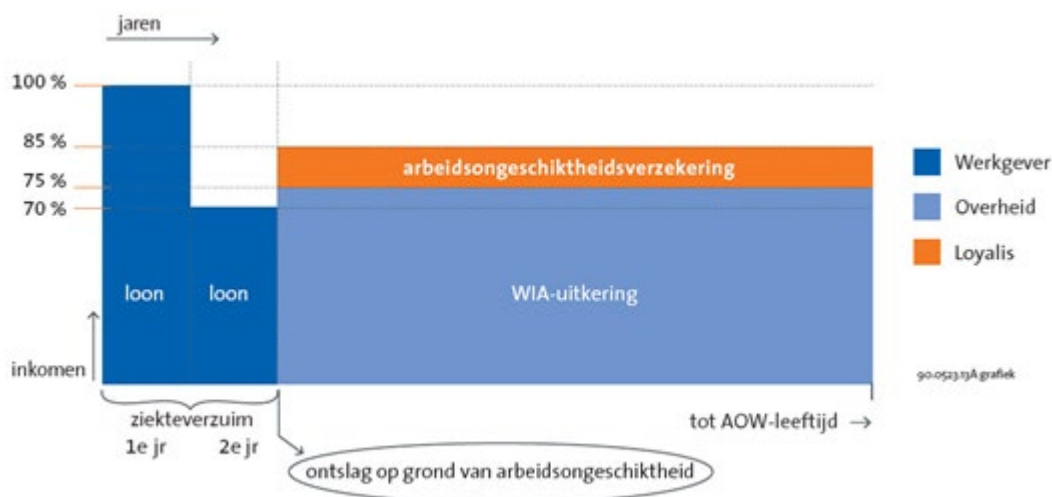 jaren
100 %
85 %
75 %
70 %
arbeidsongeschiktheidsverzekering
Werkgever
Overheid
Loyalis
loon
loon
WIA-uitkering
inkomen
90.0523.13A grafiek
ziekteverzuim
1e jr
2e jr
tot AOW-leeftijd
ontslag op grond van arbeidsongeschiktheid